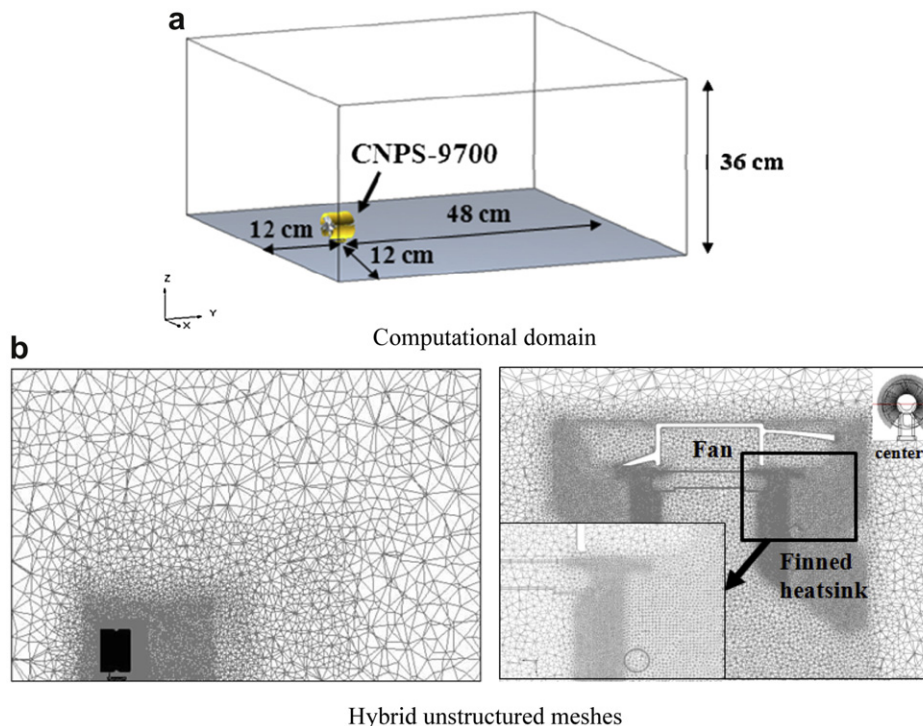 a
CNPS-9700
36 cm
12 cm
48 cm
12 cm
Z
Y
X
Computational domain
b
Fan
center
Finned
heatsink
Hybrid unstructured meshes